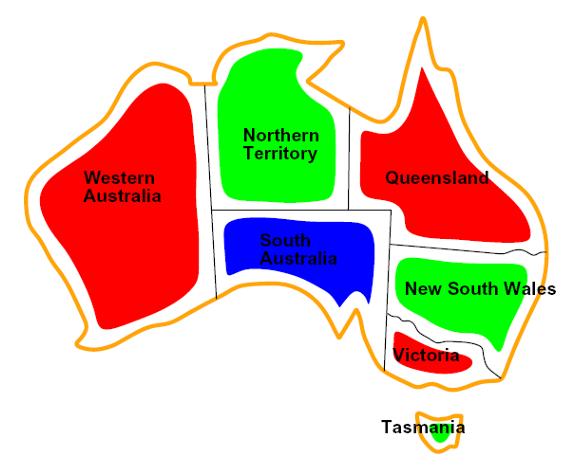 Northern
Territory
Western
Australia
Queensland
South
Australia
New South Wales
Victoria
Tasmania